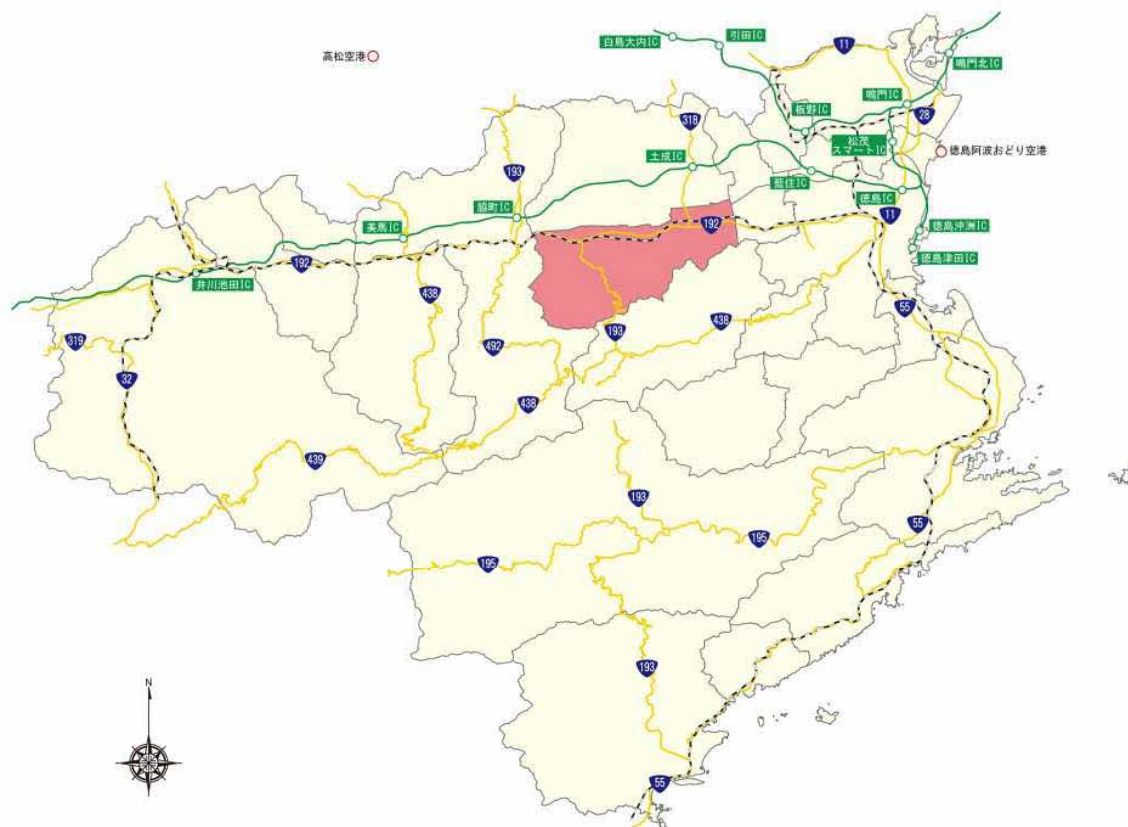 白鳥大内IC
引田IC
11
高松空港
鳴門北IC
鳴門IC
板野IC
28
318
松茂
スマートIC
徳島阿波おどり空港
土成IC
193
藍住IC
徳島IC
脇町IC
11
192
美馬IC
徳島沖洲IC
徳島津田IC
192
井川池田IC
438
55
438
193
319
492
32
438
439
193
55
195
195
193
N
55